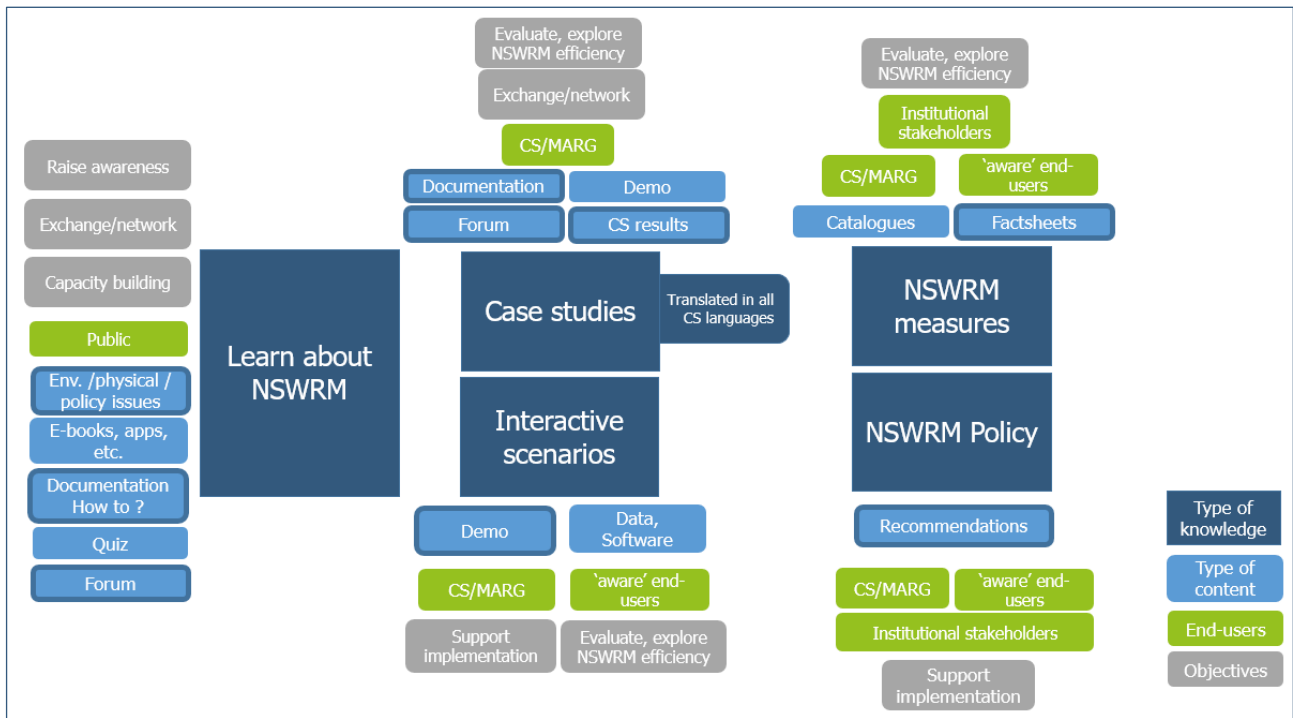 Raise awareness
Exchange/network
Capacity building
Public
Env. /physical /
policy issues
E-books, apps,
etc.
Documentation
How to ?
Quiz
Forum
Learn about
NSWRM
Evaluate, explore
NSWRM efficiency
Exchange/network
CS/MARG
Documentation
Demo
Forum
CS results
Case studies
Translated in all
CS languages
Interactive
scenarios
Demo
Data,
Software
CS/MARG
‘aware’ end-
users
Support
implementation
Evaluate, explore
NSWRM efficiency
Evaluate, explore
NSWRM efficiency
Institutional
stakeholders
CS/MARG
‘aware’ end-
users
Catalogues
Factsheets
NSWRM
measures
NSWRM Policy
Recommendations
CS/MARG
‘aware’ end-
users
Institutional stakeholders
Support
implementation
Type of
knowledge
Type of
content
End-users
Objectives